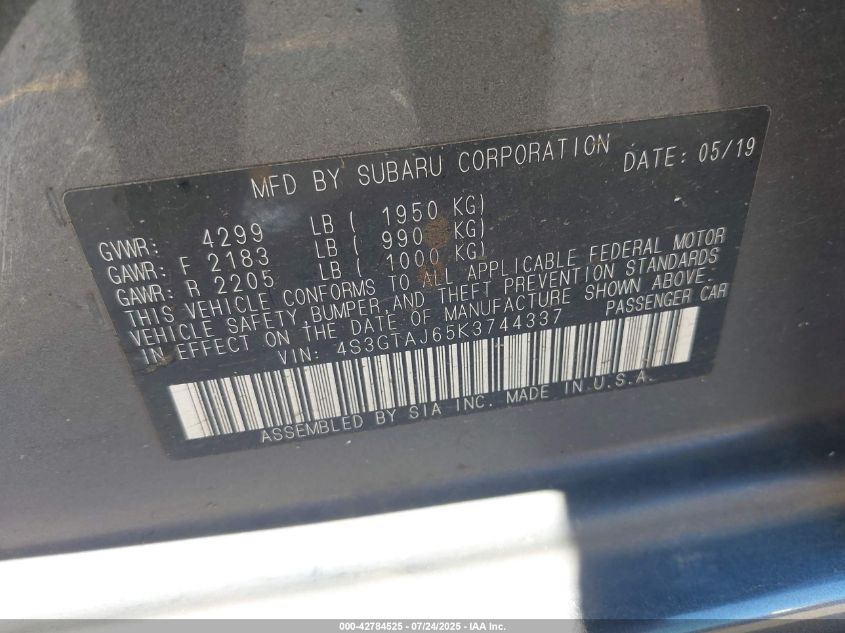 MFD BY SUBARU CORPORATION DATE: 05/19
GVWR: 4299 LB ( 1950 KG)
GAWR: F 2183 LB ( 990 KG)
GAWR: R 2205 LB ( 1000 KG)
THIS VEHICLE CONFORMS TO ALL APPLICABLE FEDERAL MOTOR
VEHICLE SAFETY, BUMPER, AND THEFT PREVENTION STANDARDS
IN EFFECT ON THE DATE OF MANUFACTURE SHOWN ABOVE.
VIN: 4S3GTAJ65K3744337 PASSENGER CAR
ASSEMBLED BY SIA INC. MADE IN U.S.A.
000-42784525 - 07/24/2025 - IAA Inc.